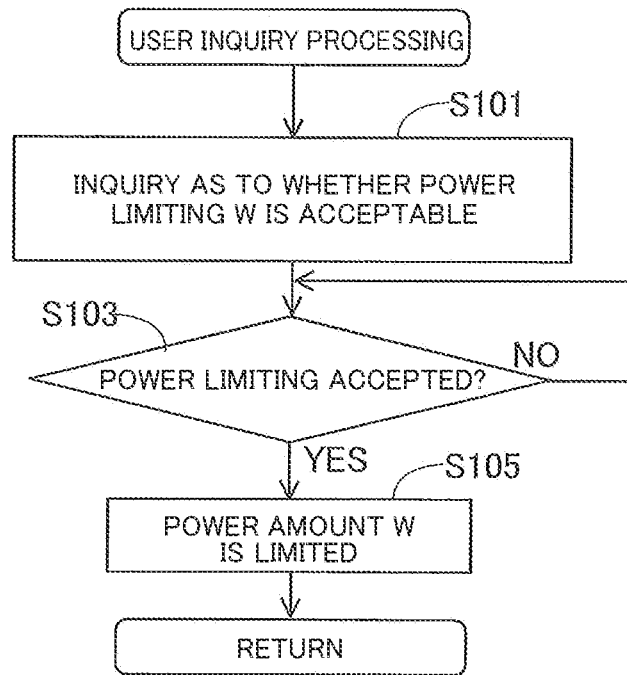 USER INQUIRY PROCESSING
S101
INQUIRY AS TO WHETHER POWER
LIMITING W IS ACCEPTABLE
S103
POWER LIMITING ACCEPTED?
NO
YES
S105
POWER AMOUNT W
IS LIMITED
RETURN